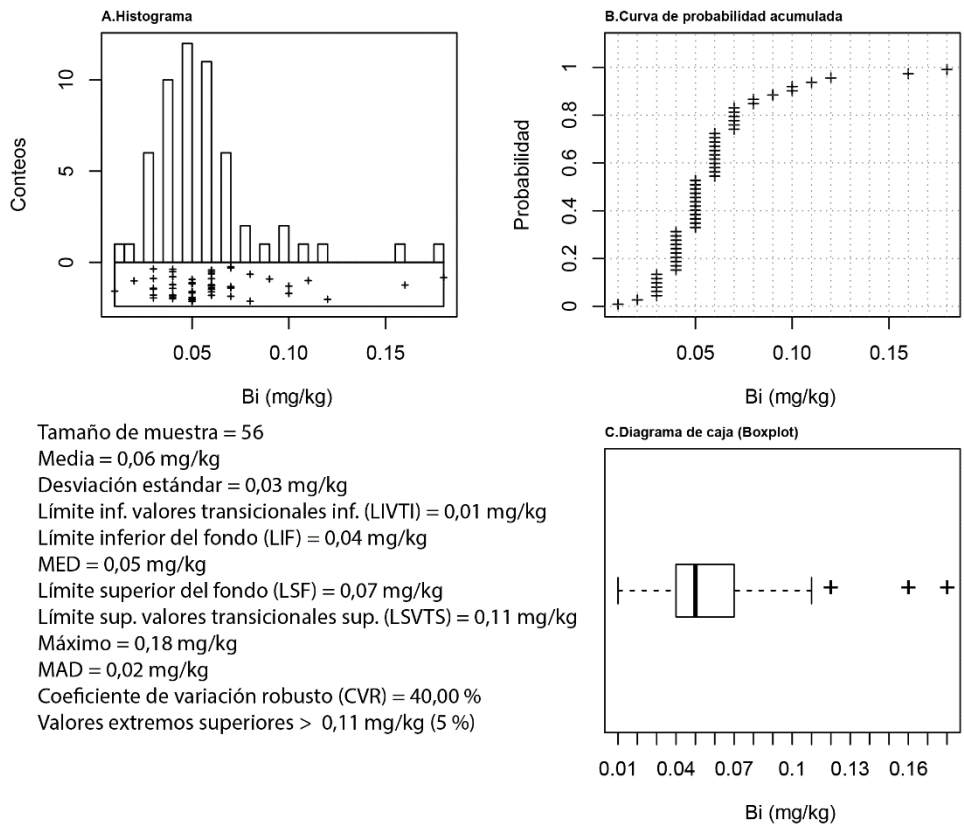 A.Histograma
10
5
0
Conteos
0.05 0.10 0.15
Bi (mg/kg)
B.Curva de probabilidad acumulada
1
0.8
0.6
0.4
0.2
0
Probabilidad
0.05 0.10 0.15
Bi (mg/kg)
Tamaño de muestra = 56
Media = 0,06 mg/kg
Desviación estándar = 0,03 mg/kg
Límite inf. valores transicionales inf. (LIVTI) = 0,01 mg/kg
Límite inferior del fondo (LIF) = 0,04 mg/kg
MED = 0,05 mg/kg
Límite superior del fondo (LSF) = 0,07 mg/kg
Límite sup. valores transicionales sup. (LSVTS) = 0,11 mg/kg
Máximo = 0,18 mg/kg
MAD = 0,02 mg/kg
Coeficiente de variación robusto (CVR) = 40,00 %
Valores extremos superiores > 0,11 mg/kg (5 %)
C.Diagrama de caja (Boxplot)
0.01 0.04 0.07 0.1 0.13 0.16
Bi (mg/kg)